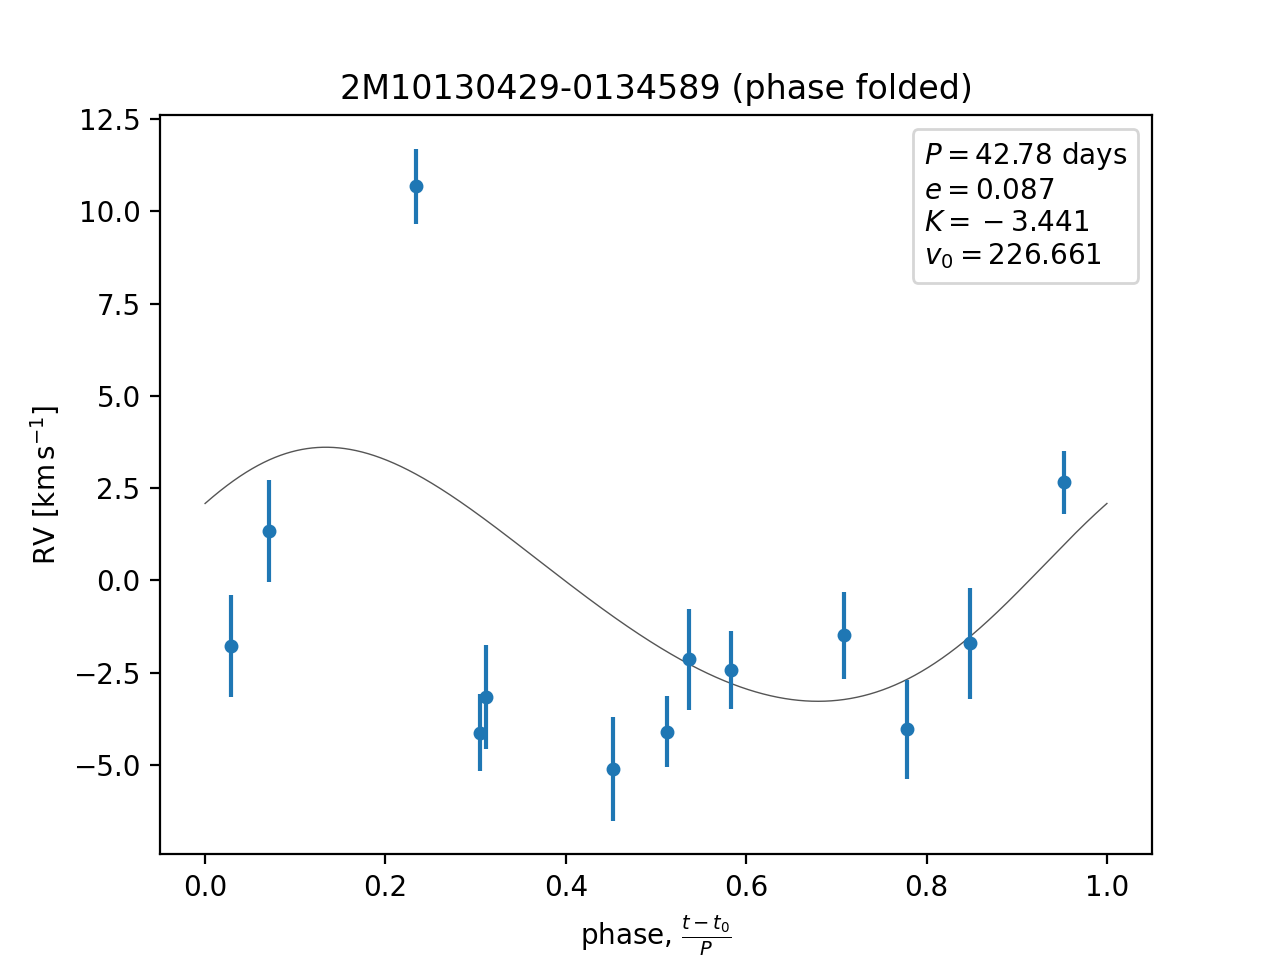 2M10130429-0134589 (phase folded)
12.5
10.0
7.5
5.0
2.5
0.0
−2.5
−5.0
RV [km s⁻¹]
P = 42.78 days
e = 0.087
K = − 3.441
v₀ = 226.661
0.0 0.2 0.4 0.6 0.8 1.0
phase, (t − t₀)/P